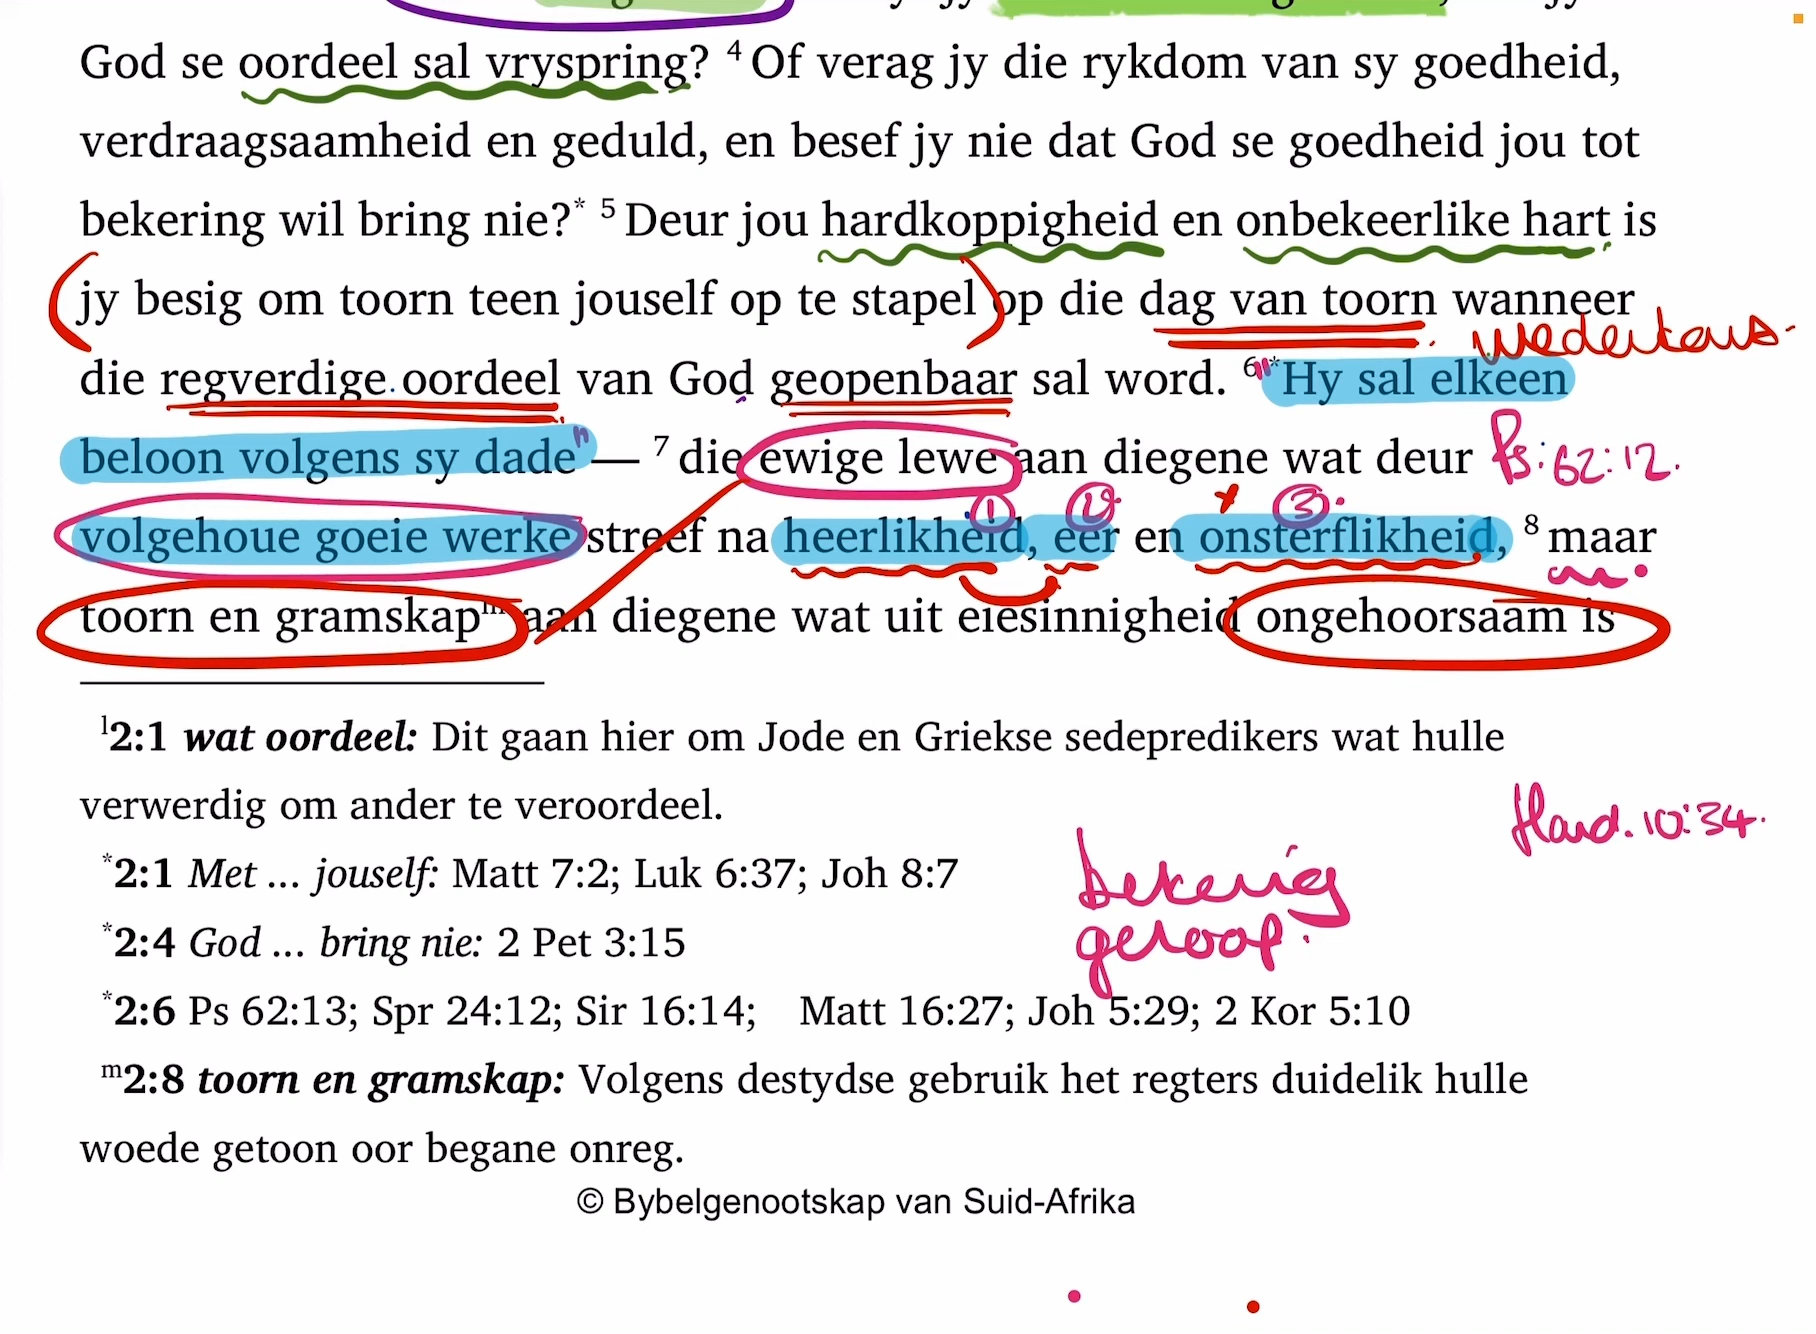 God se oordeel sal vryspring? ⁴ Of verag jy die rykdom van sy goedheid,
verdraagsaamheid en geduld, en besef jy nie dat God se goedheid jou tot
bekering wil bring nie?* ⁵ Deur jou hardkoppigheid en onbekeerlike hart is
jy besig om toorn teen jouself op te stapel op die dag van toorn wanneer
wederkoms.
die regverdige oordeel van God geopenbaar sal word. ⁶* Hy sal elkeen
beloon volgens sy dade — ⁷ die ewige lewe aan diegene wat deur Ps: 62:12.
① ② ③
volgehoue goeie werke streef na heerlikheid, eer en onsterflikheid, ⁸ maar
toorn en gramskapᵐ aan diegene wat uit eiesinnigheid ongehoorsaam is
ˡ2:1 wat oordeel: Dit gaan hier om Jode en Griekse sedepredikers wat hulle
verwerdig om ander te veroordeel.
Hand. 10:34.
*2:1 Met ... jouself: Matt 7:2; Luk 6:37; Joh 8:7
*2:4 God ... bring nie: 2 Pet 3:15
geloop.
*2:6 Ps 62:13; Spr 24:12; Sir 16:14; Matt 16:27; Joh 5:29; 2 Kor 5:10
ᵐ2:8 toorn en gramskap: Volgens destydse gebruik het regters duidelik hulle
woede getoon oor begane onreg.
© Bybelgenootskap van Suid-Afrika